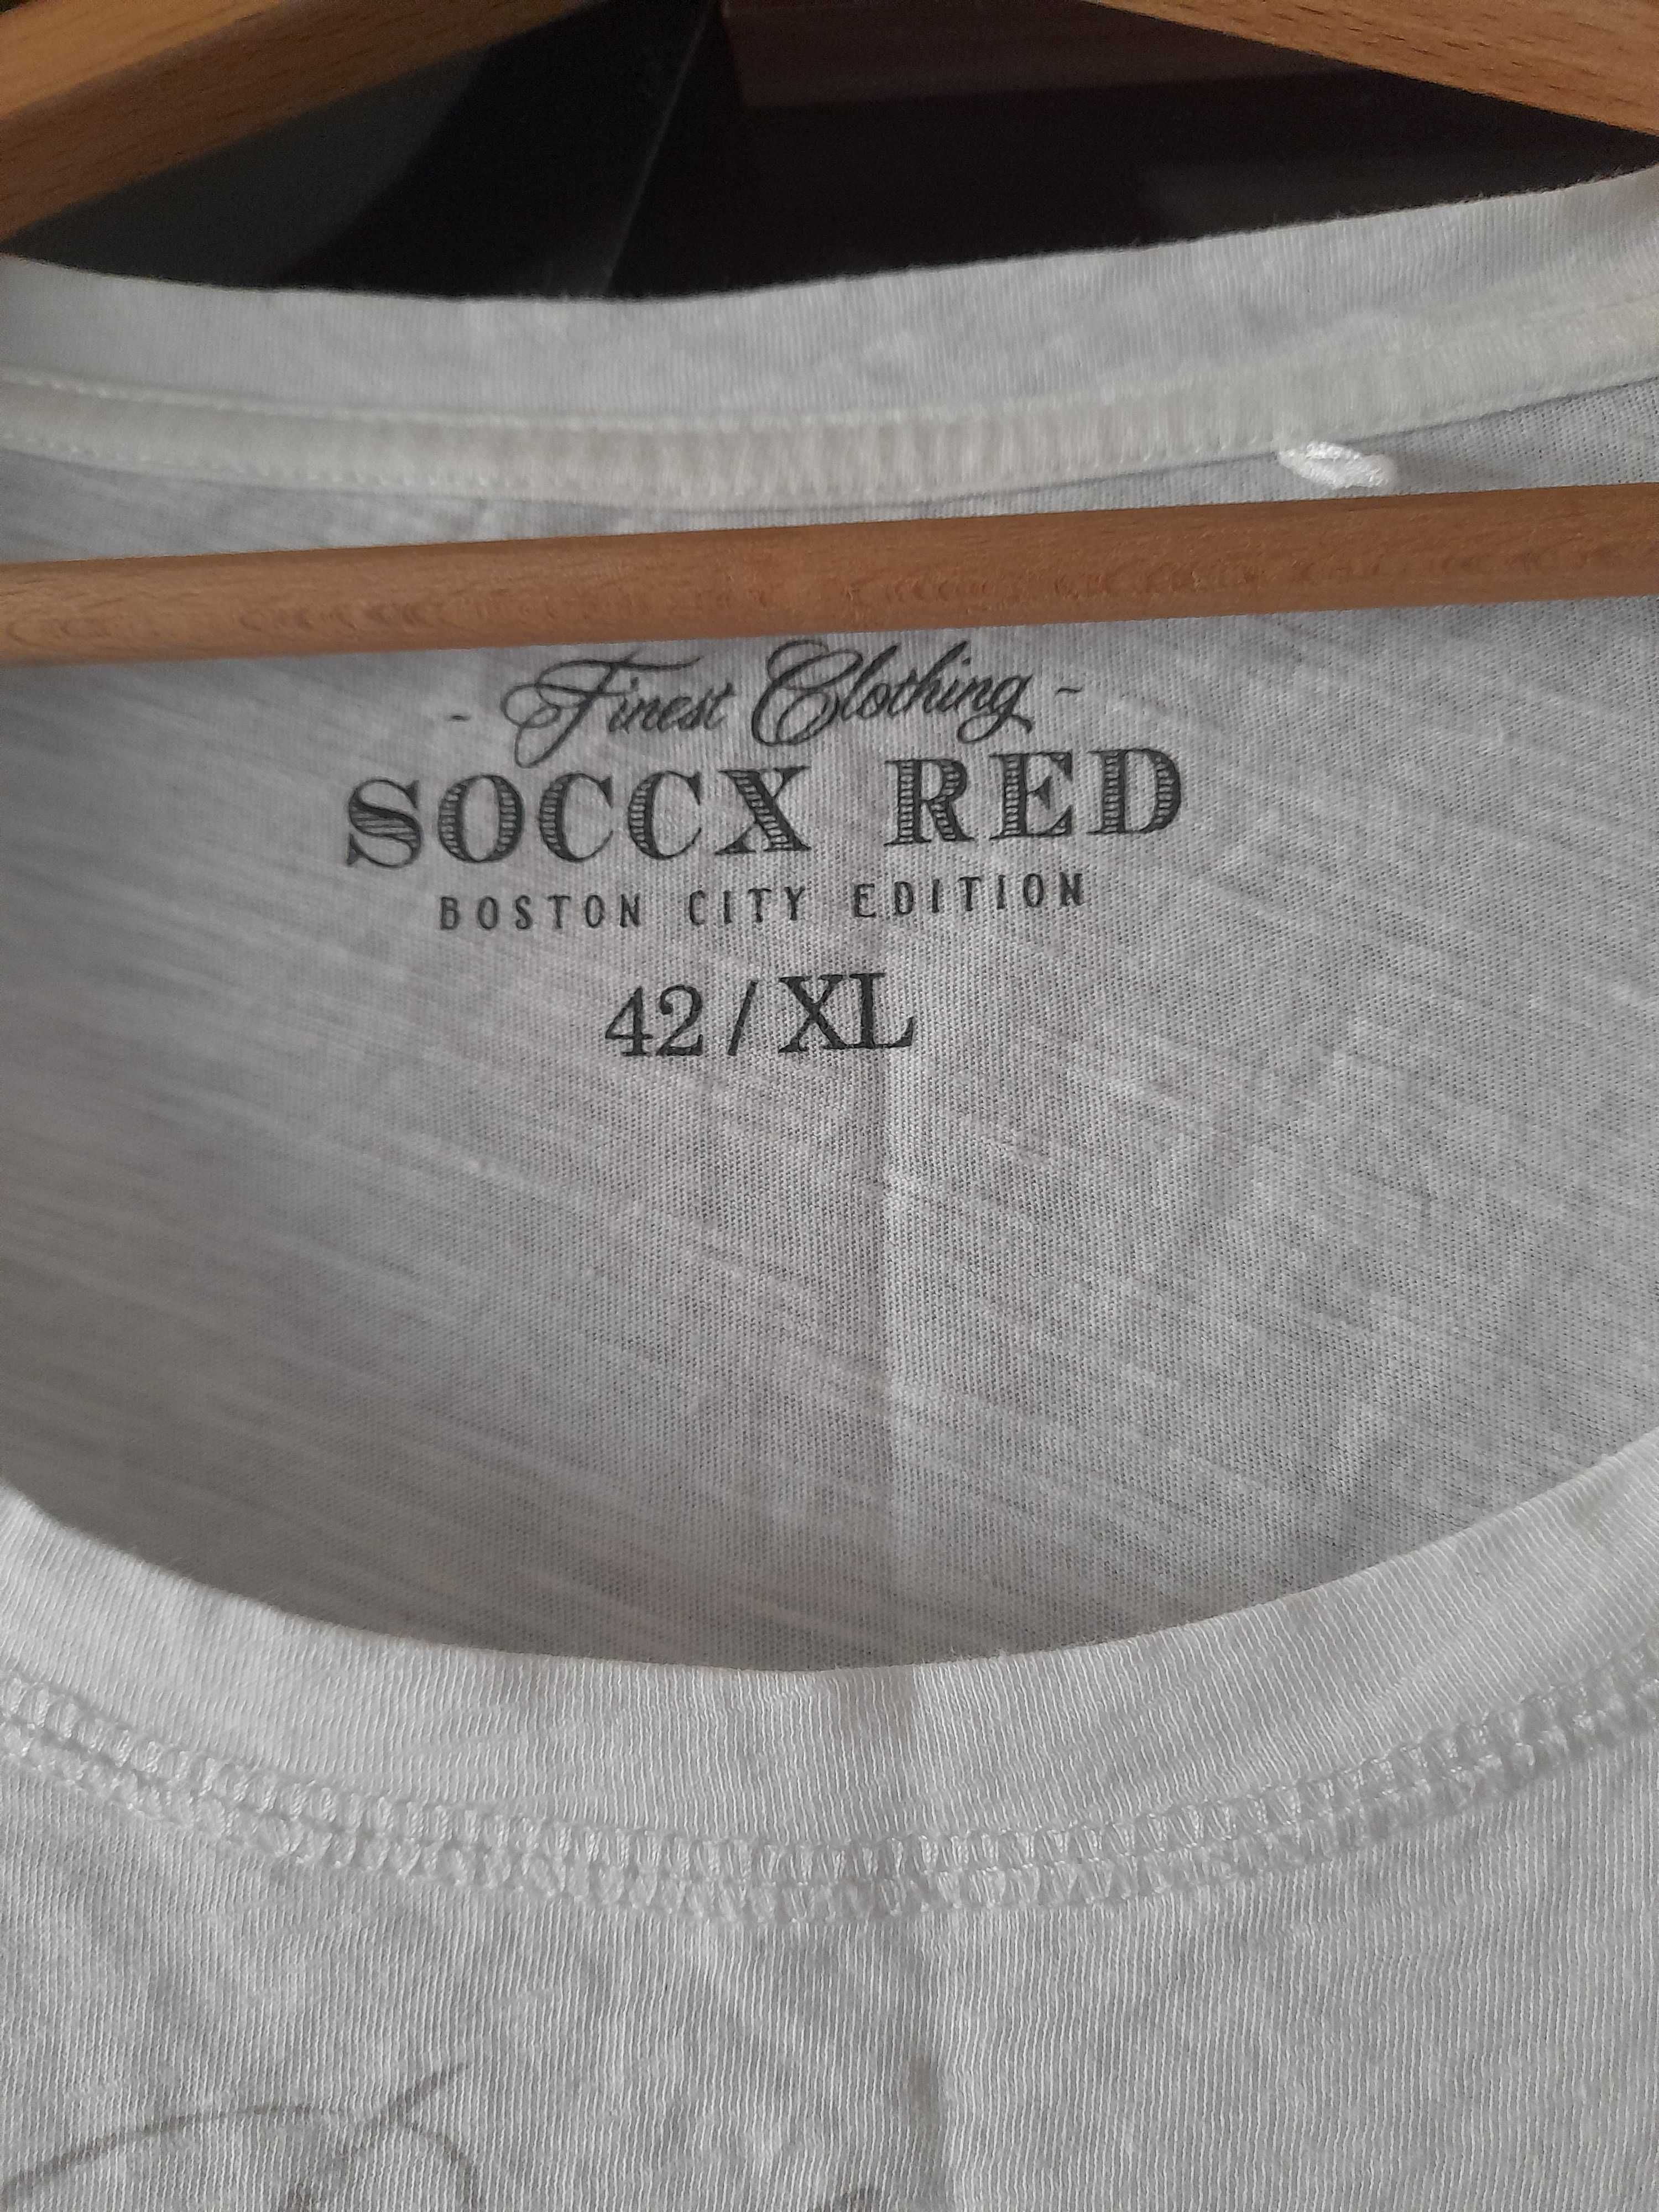 - Finest Clothing -
SOCCX RED
BOSTON CITY EDITION
42/XL